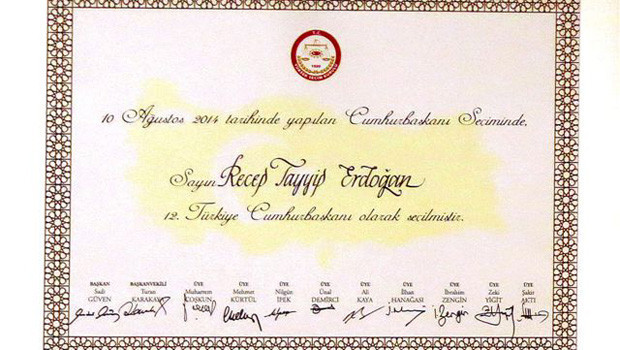 T.C.
10 Ağustos 2014 tarihinde yapılan Cumhurbaşkanı Seçiminde,
Sayın Recep Tayyip Erdoğan
12. Türkiye Cumhurbaşkanı olarak seçilmiştir.
BAŞKAN BAŞKANVEKİLİ ÜYE ÜYE ÜYE ÜYE ÜYE ÜYE ÜYE ÜYE ÜYE
Sadi Turan Muharrem Mehmet Nilgün Ünal Ali İlhan İbrahim Zeki Şakir
GÜVEN KARAKAYA COŞKUN KÜRTÜL İPEK DEMİRCİ KAYA HANAĞASI ZENGİN YİĞİT AKTI